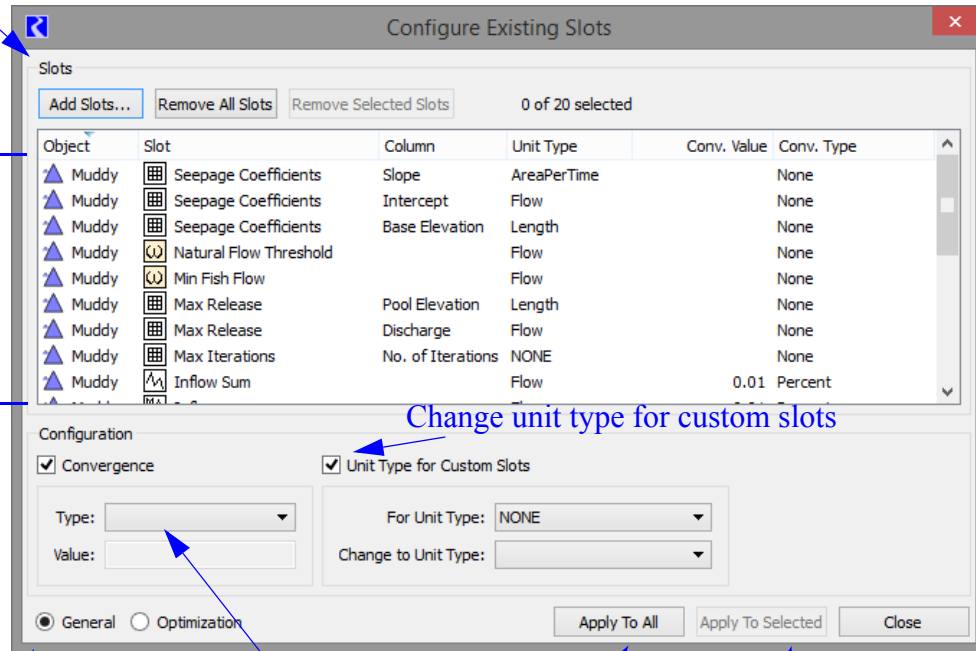 Configure Existing Slots
Slots
Add Slots... Remove All Slots Remove Selected Slots 0 of 20 selected
Object Slot Column Unit Type Conv. Value Conv. Type
Muddy Seepage Coefficients Slope AreaPerTime None
Muddy Seepage Coefficients Intercept Flow None
Muddy Seepage Coefficients Base Elevation Length None
Muddy Natural Flow Threshold Flow None
Muddy Min Fish Flow Flow None
Muddy Max Release Pool Elevation Length None
Muddy Max Release Discharge Flow None
Muddy Max Iterations No. of Iterations NONE None
Muddy Inflow Sum Flow 0.01 Percent
Change unit type for custom slots
Configuration
Convergence Unit Type for Custom Slots
Type: For Unit Type: NONE
Value: Change to Unit Type:
General Optimization Apply To All Apply To Selected Close